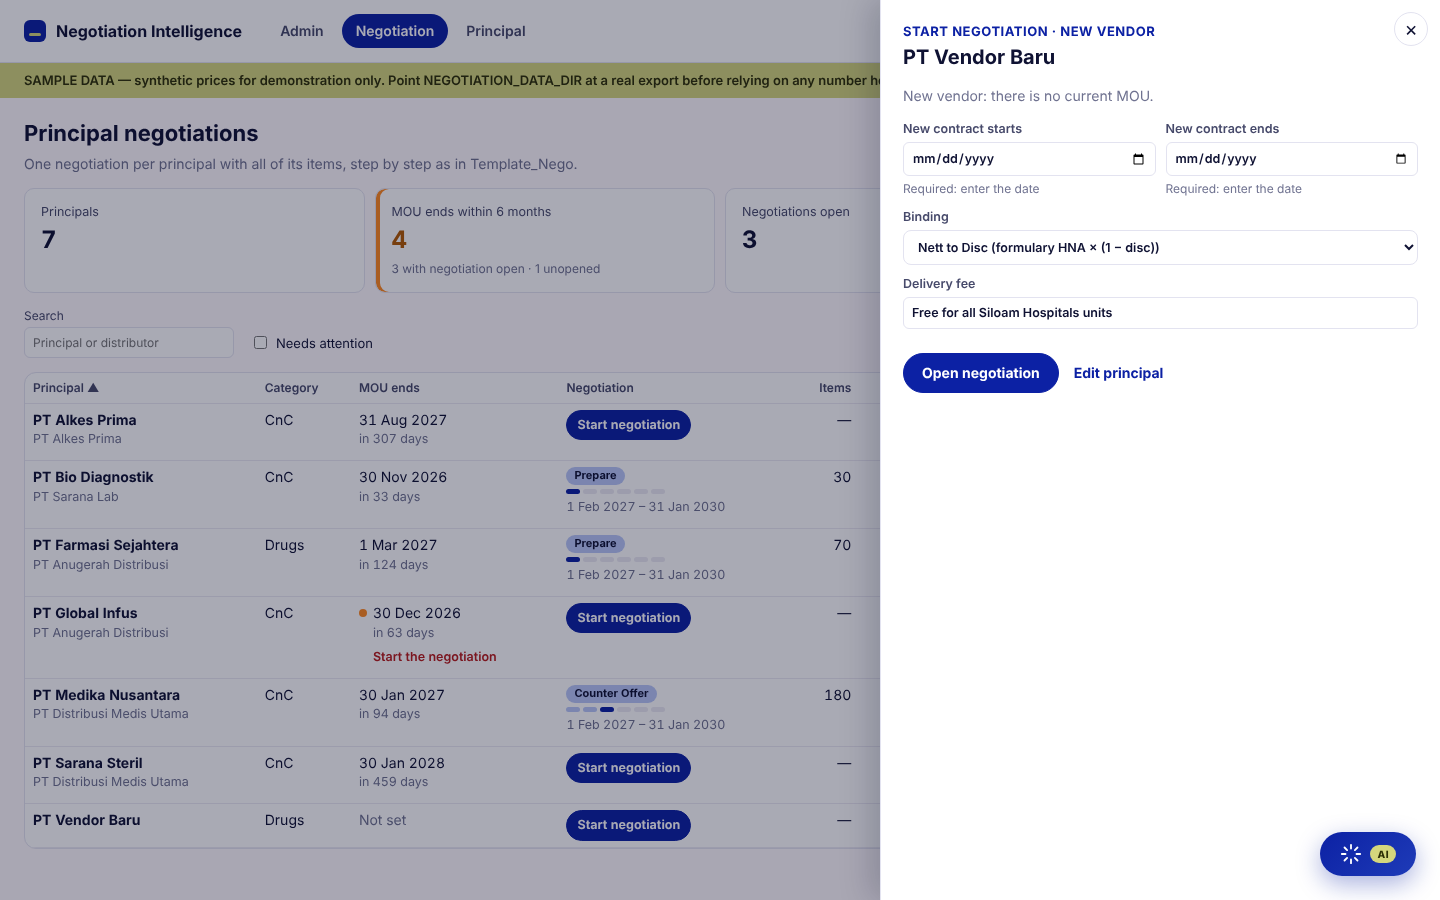 Negotiation Intelligence
Admin
Negotiation
Principal
SAMPLE DATA — synthetic prices for demonstration only. Point NEGOTIATION_DATA_DIR at a real export before relying on any number
Principal negotiations
One negotiation per principal with all of its items, step by step as in Template_Nego.
Principals
7
MOU ends within 6 months
4
3 with negotiation open · 1 unopened
Negotiations open
3
Search
Principal or distributor
Needs attention
Principal ▲ Category MOU ends Negotiation Items
PT Alkes Prima CnC 31 Aug 2027 Start negotiation —
PT Alkes Prima in 307 days
PT Bio Diagnostik CnC 30 Nov 2026 Prepare 30
PT Sarana Lab in 33 days
1 Feb 2027 – 31 Jan 2030
PT Farmasi Sejahtera Drugs 1 Mar 2027 Prepare 70
PT Anugerah Distribusi in 124 days
1 Feb 2027 – 31 Jan 2030
PT Global Infus CnC 30 Dec 2026 Start negotiation —
PT Anugerah Distribusi in 63 days
Start the negotiation
PT Medika Nusantara CnC 30 Jan 2027 Counter Offer 180
PT Distribusi Medis Utama in 94 days
1 Feb 2027 – 31 Jan 2030
PT Sarana Steril CnC 30 Jan 2028 Start negotiation —
PT Distribusi Medis Utama in 459 days
PT Vendor Baru Drugs Not set Start negotiation —
START NEGOTIATION · NEW VENDOR
PT Vendor Baru
New vendor: there is no current MOU.
New contract starts New contract ends
mm/dd/yyyy mm/dd/yyyy
Required: enter the date Required: enter the date
Binding
Nett to Disc (formulary HNA × (1 − disc))
Delivery fee
Free for all Siloam Hospitals units
Open negotiation Edit principal
AI